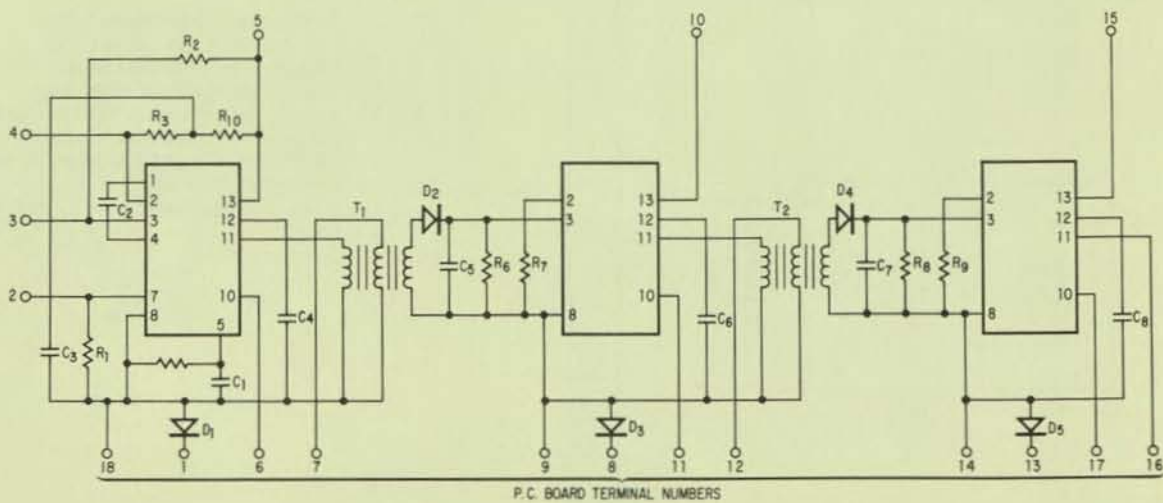 5
10
15
R2
4
R3
R10
1
2
3
4
7
8
5
13
12
11
10
C2
3
2
C3
R1
C1
C4
T1
D2
C5
R6
R7
2
3
8
13
12
11
10
C6
T2
D4
C7
R8
R9
2
3
8
13
12
11
10
C8
D1
D3
D5
18
1
6
7
9
8
11
12
14
13
17
16
P.C. BOARD TERMINAL NUMBERS